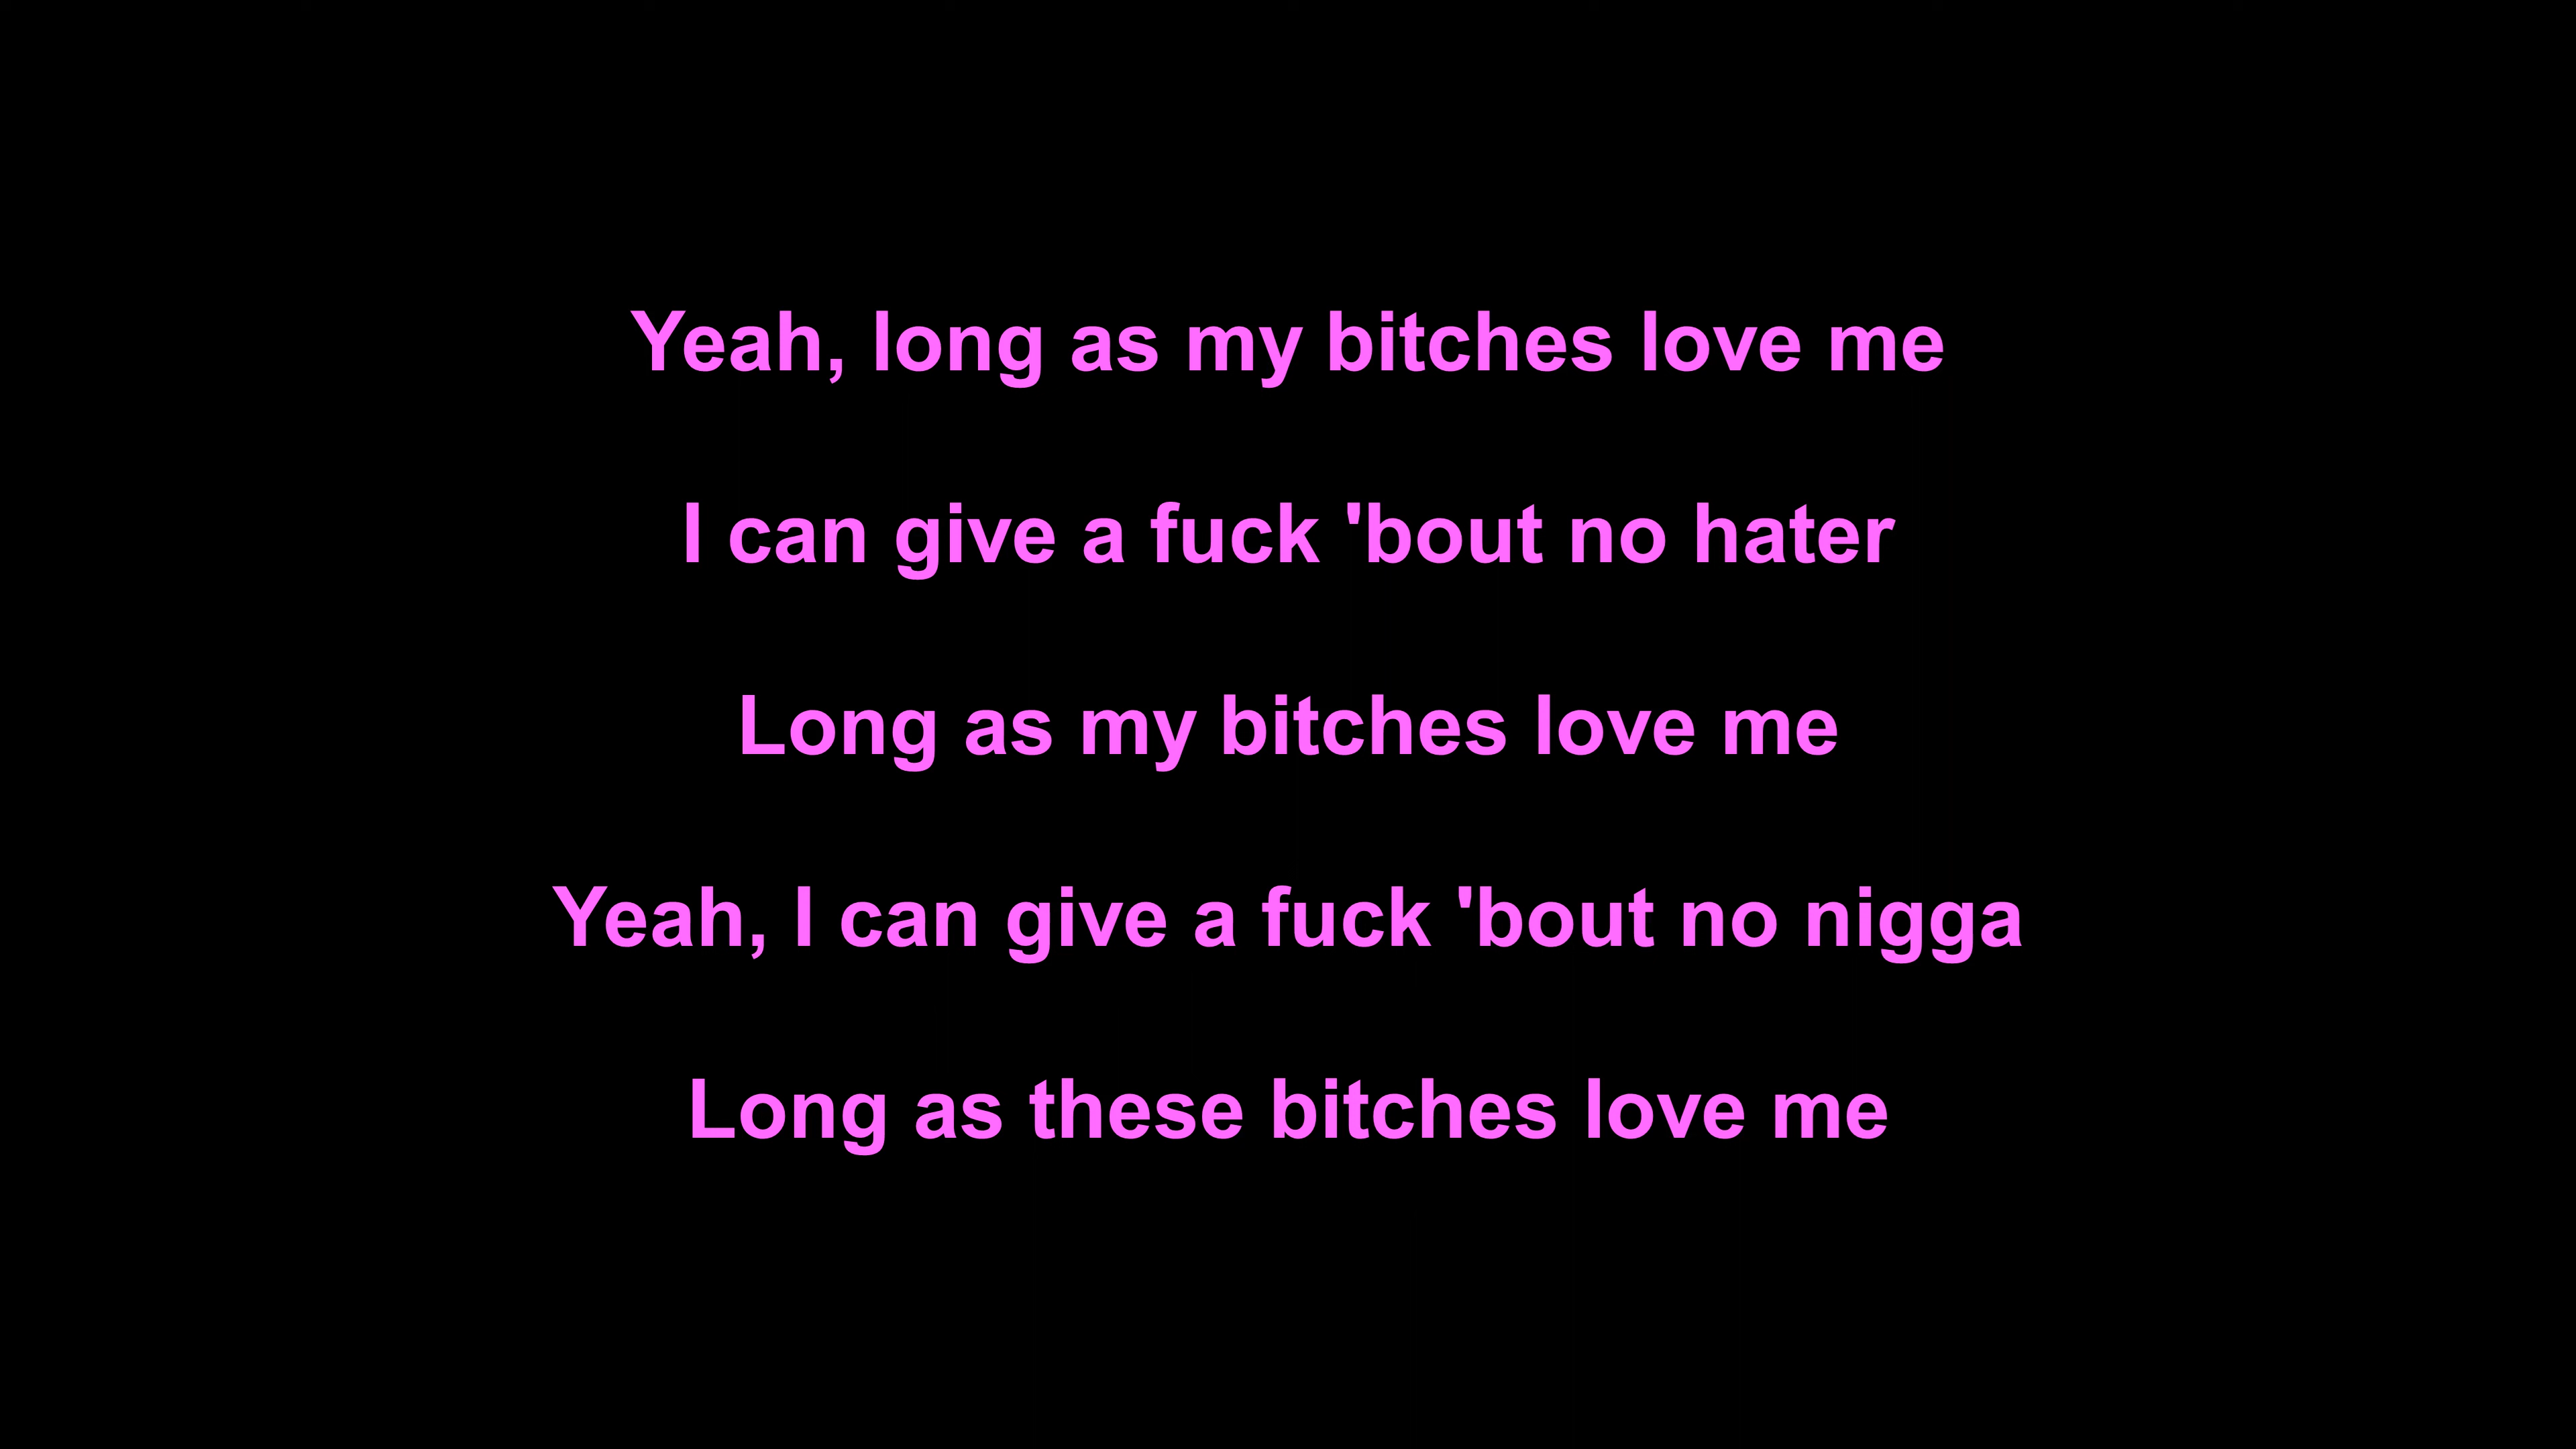 Yeah, long as my bitches love me
I can give a fuck 'bout no hater
Long as my bitches love me
Yeah, I can give a fuck 'bout no nigga
Long as these bitches love me